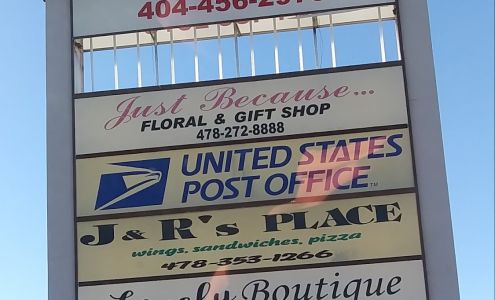 Just Because...
FLORAL & GIFT SHOP
478-272-8888
UNITED STATES
POST OFFICE™
J & R's PLACE
wings, sandwiches, pizza
478-353-1266
Boutique